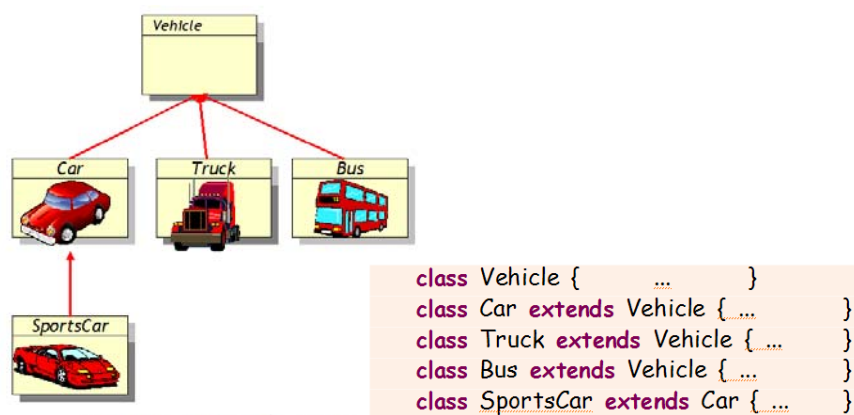 Vehicle
Car
Truck
Bus
SportsCar
class Vehicle { ... }
class Car extends Vehicle { ... }
class Truck extends Vehicle { ... }
class Bus extends Vehicle { ... }
class SportsCar extends Car { ... }